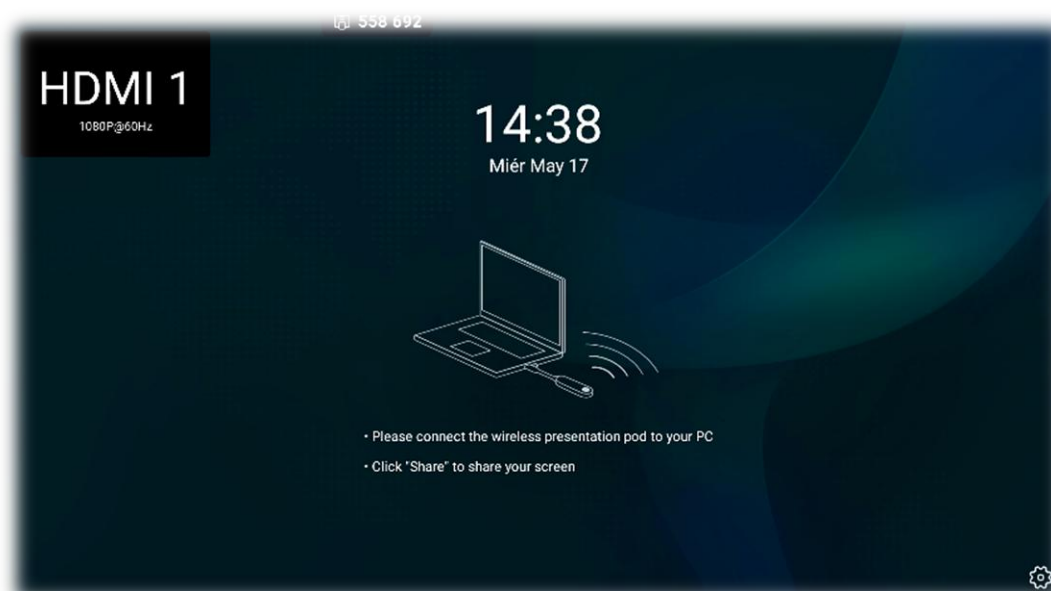 558 692
HDMI 1
1080P@60Hz
14:38
Miér May 17
• Please connect the wireless presentation pod to your PC
• Click "Share" to share your screen